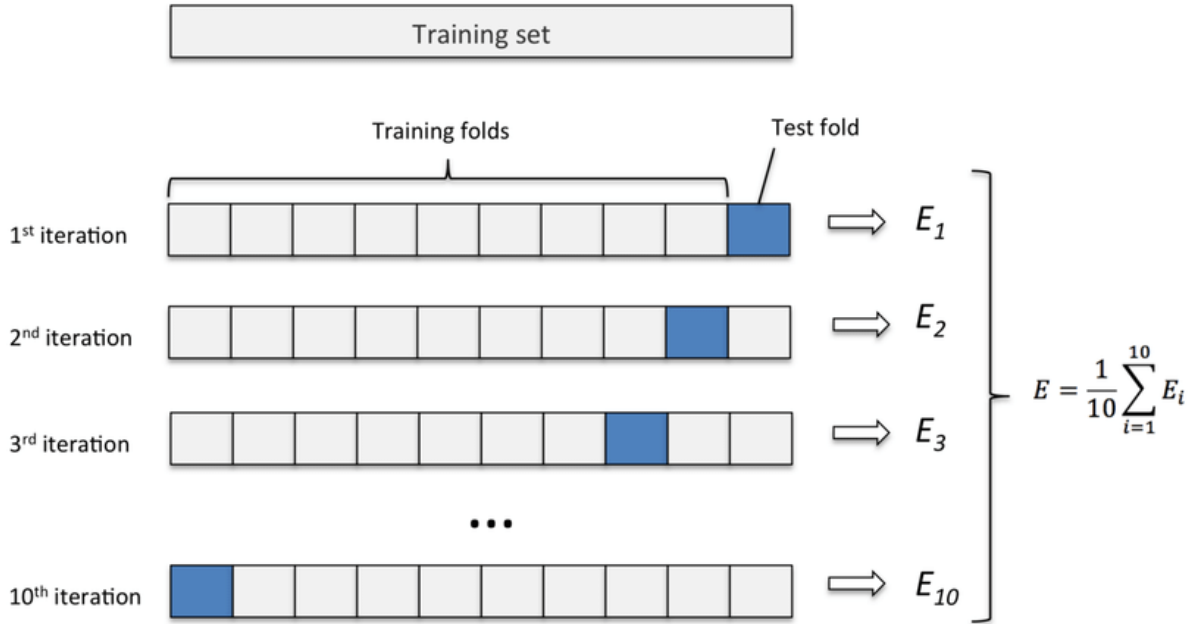 Training set
Training folds
Test fold
1st iteration
E1
2nd iteration
E2
3rd iteration
E3
...
10th iteration
E10
E = 1/10 ∑_{i=1}^{10} E_i